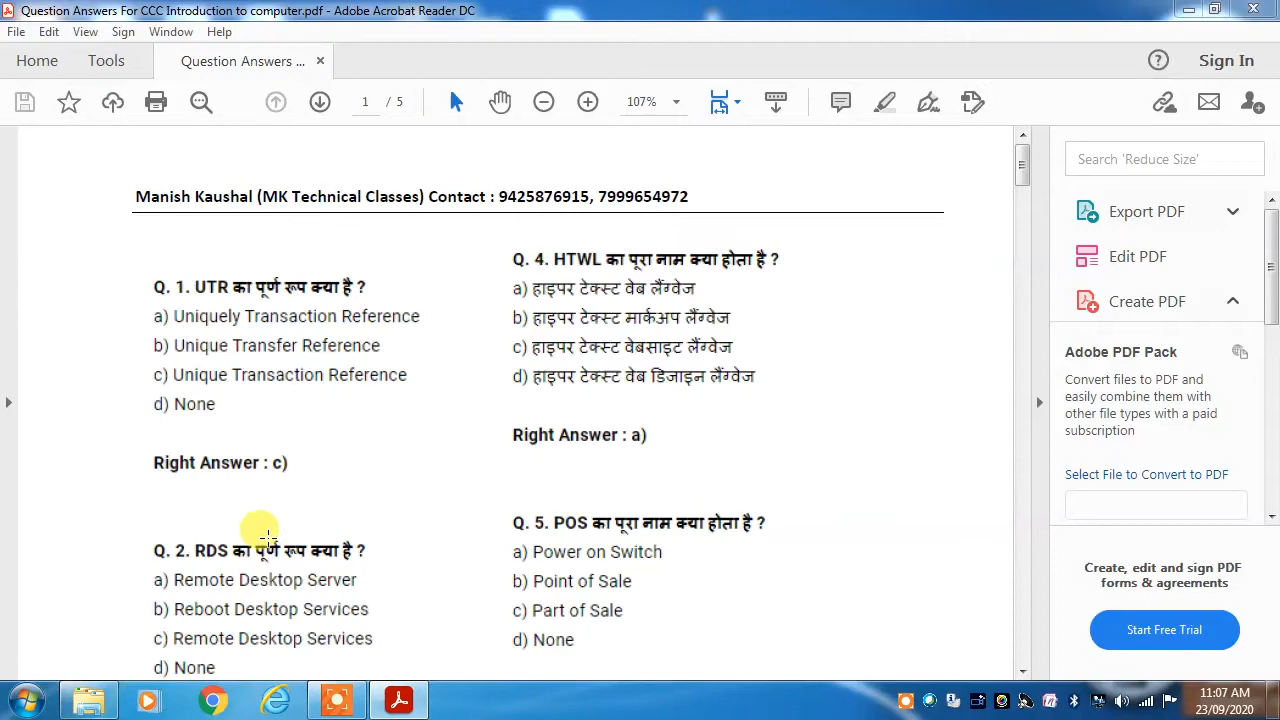 Question Answers For CCC Introduction to computer.pdf - Adobe Acrobat Reader DC
File Edit View Sign Window Help
Home Tools Question Answers ... ×
? Sign In
1 / 5
107%
Manish Kaushal (MK Technical Classes) Contact : 9425876915, 7999654972
Q. 1. UTR का पूर्ण रूप क्या है ?
a) Uniquely Transaction Reference
b) Unique Transfer Reference
c) Unique Transaction Reference
d) None
Right Answer : c)
Q. 2. RDS का पूर्ण रूप क्या है ?
a) Remote Desktop Server
b) Reboot Desktop Services
c) Remote Desktop Services
d) None
Q. 4. HTWL का पूरा नाम क्या होता है ?
a) हाइपर टेक्स्ट वेब लैंग्वेज
b) हाइपर टेक्स्ट मार्कअप लैंग्वेज
c) हाइपर टेक्स्ट वेबसाइट लैंग्वेज
d) हाइपर टेक्स्ट वेब डिजाइन लैंग्वेज
Right Answer : a)
Q. 5. POS का पूरा नाम क्या होता है ?
a) Power on Switch
b) Point of Sale
c) Part of Sale
d) None
Search 'Reduce Size'
Export PDF
Edit PDF
Create PDF
Adobe PDF Pack
Convert files to PDF and
easily combine them with
other file types with a paid
subscription
Select File to Convert to PDF
Create, edit and sign PDF
forms & agreements
Start Free Trial
11:07 AM
23/09/2020